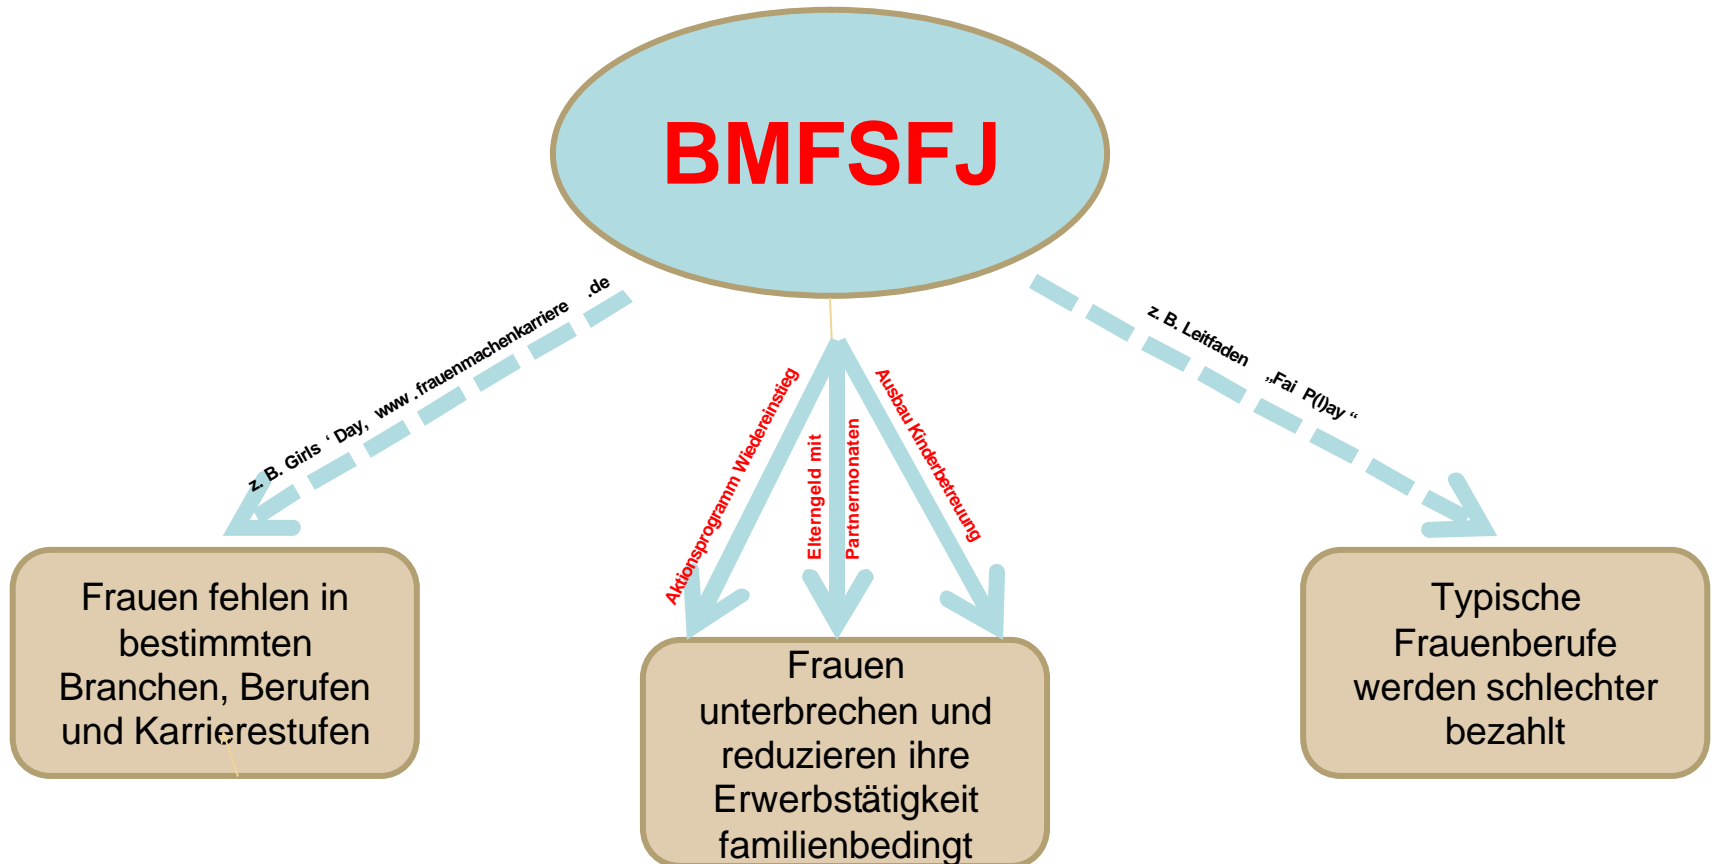 BMFSFJ
z. B. Girls ‘ Day, www .frauenmachenkarriere .de
Aktionsprogramm Wiedereinstieg
Elterngeld mit
Partnermonaten
Ausbau Kinderbetreuung
z. B. Leitfaden „Fai P(l)ay “
Frauen fehlen in
bestimmten
Branchen, Berufen
und Karrierestufen
Frauen
unterbrechen und
reduzieren ihre
Erwerbstätigkeit
familienbedingt
Typische
Frauenberufe
werden schlechter
bezahlt